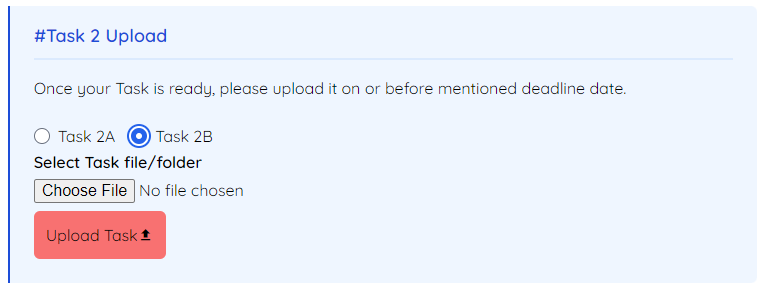 #Task 2 Upload
Once your Task is ready, please upload it on or before mentioned deadline date.
Task 2A Task 2B
Select Task file/folder
Choose File No file chosen
Upload Task